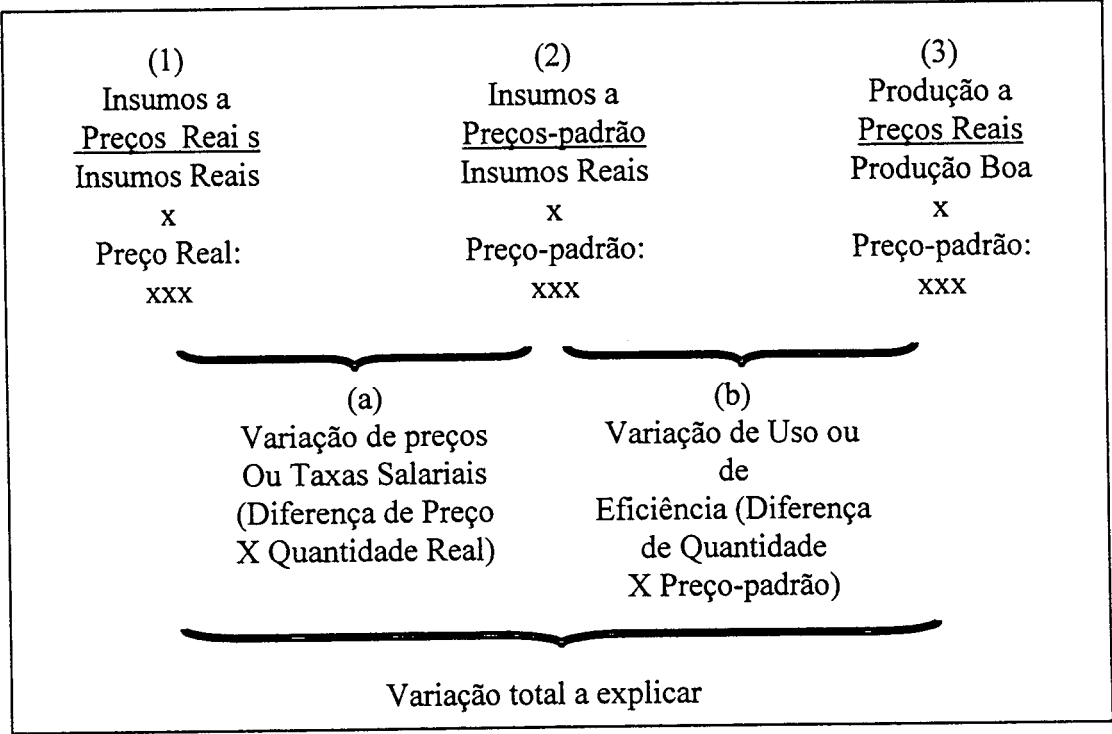 (1)
Insumos a
Preços Reai s
Insumos Reais
x
Preço Real:
xxx
(2)
Insumos a
Preços-padrão
Insumos Reais
x
Preço-padrão:
xxx
(3)
Produção a
Preços Reais
Produção Boa
x
Preço-padrão:
xxx
(a)
Variação de preços
Ou Taxas Salariais
(Diferença de Preço
X Quantidade Real)
(b)
Variação de Uso ou
de
Eficiência (Diferença
de Quantidade
X Preço-padrão)
Variação total a explicar